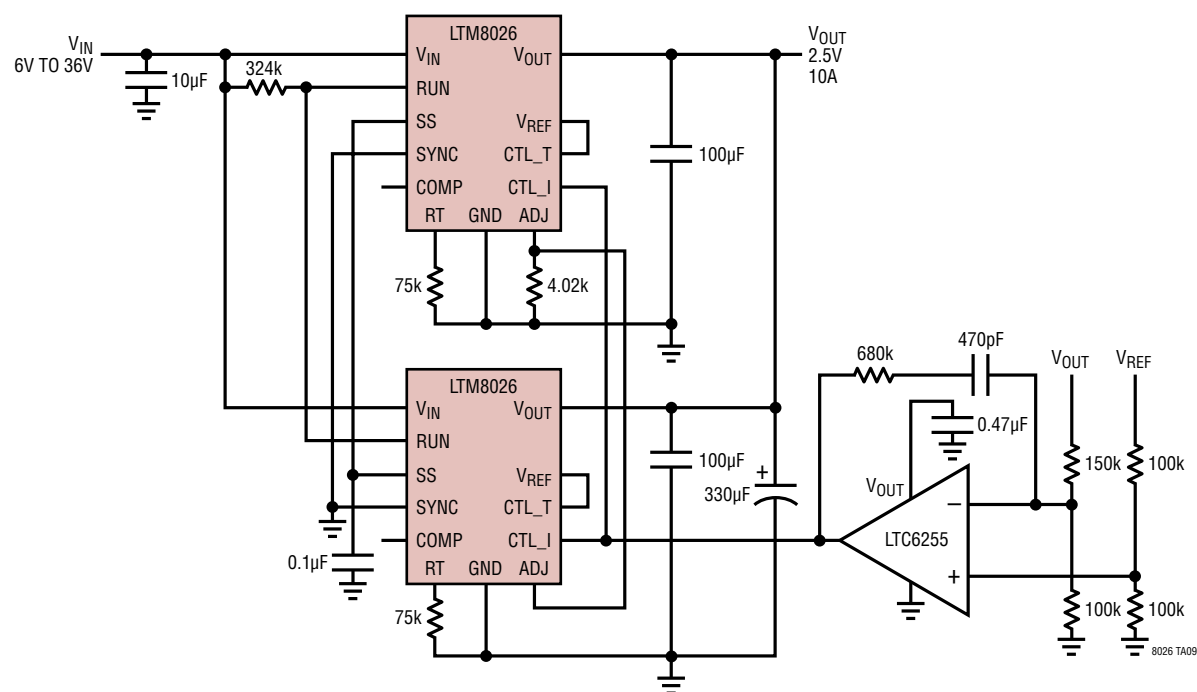 VIN
6V TO 36V
10µF
324k
LTM8026
VIN
RUN
SS
SYNC
COMP
RT
GND
ADJ
VOUT
VREF
CTL_T
CTL_I
75k
4.02k
100µF
VOUT
2.5V
10A
LTM8026
VIN
RUN
SS
SYNC
COMP
RT
GND
ADJ
VOUT
VREF
CTL_T
CTL_I
0.1µF
75k
100µF
+
330µF
680k
470pF
VOUT
VREF
0.47µF
150k
100k
VOUT
−
LTC6255
+
100k
100k
8026 TA09